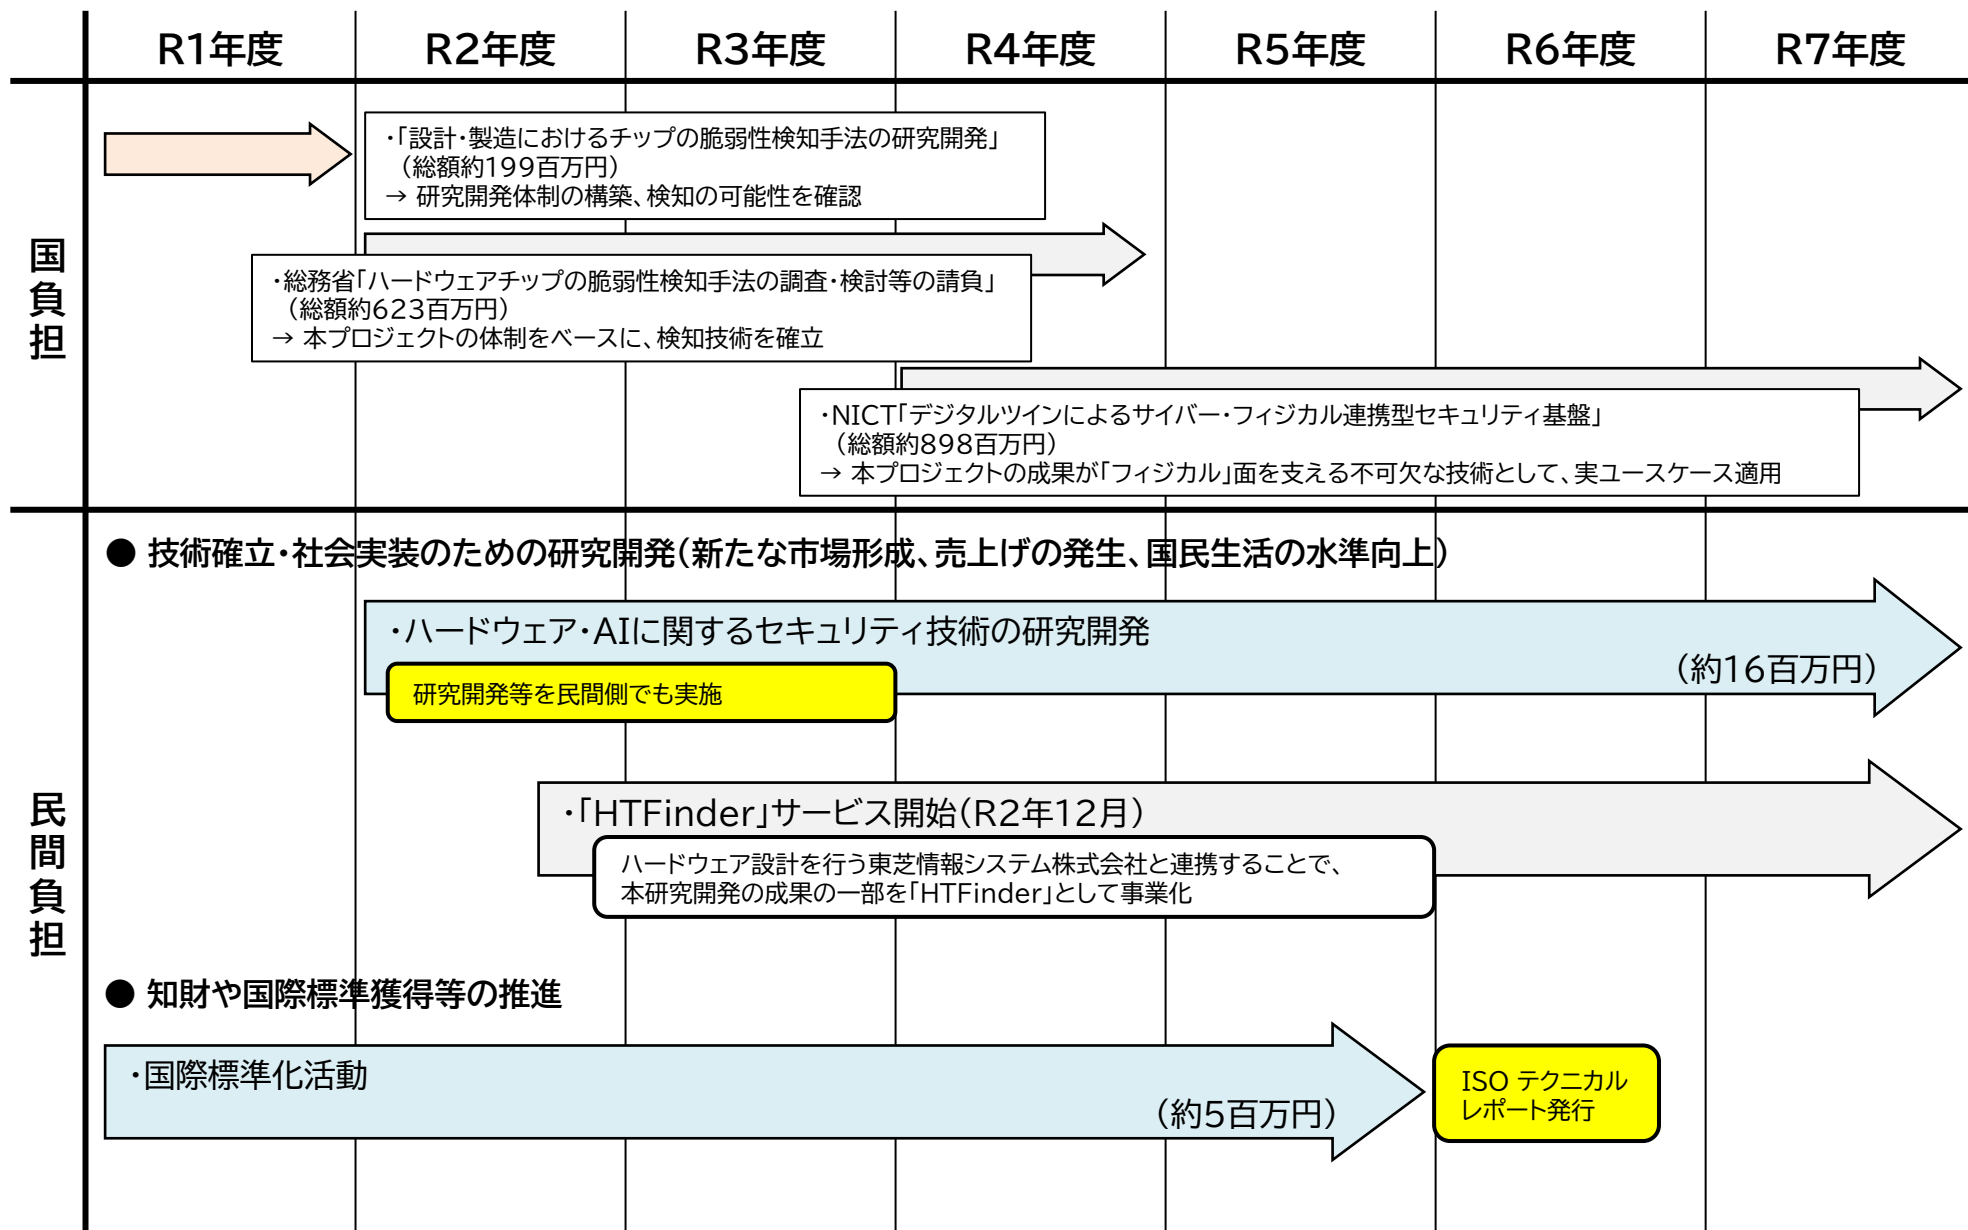 R1年度
R2年度
R3年度
R4年度
R5年度
R6年度
R7年度
国負担
・「設計・製造におけるチップの脆弱性検知手法の研究開発」
（総額約199百万円）
→ 研究開発体制の構築、検知の可能性を確認
・総務省「ハードウェアチップの脆弱性検知手法の調査・検討等の請負」
（総額約623百万円）
→ 本プロジェクトの体制をベースに、検知技術を確立
・NICT「デジタルツインによるサイバー・フィジカル連携型セキュリティ基盤」
（総額約898百万円）
→ 本プロジェクトの成果が「フィジカル」面を支える不可欠な技術として、実ユースケース適用
民間負担
● 技術確立・社会実装のための研究開発（新たな市場形成、売上げの発生、国民生活の水準向上）
・ハードウェア・AIに関するセキュリティ技術の研究開発
（約16百万円）
研究開発等を民間側でも実施
・「HTFinder」サービス開始（R2年12月）
ハードウェア設計を行う東芝情報システム株式会社と連携することで、
本研究開発の成果の一部を「HTFinder」として事業化
● 知財や国際標準獲得等の推進
・国際標準化活動
（約5百万円）
ISO テクニカル
レポート発行